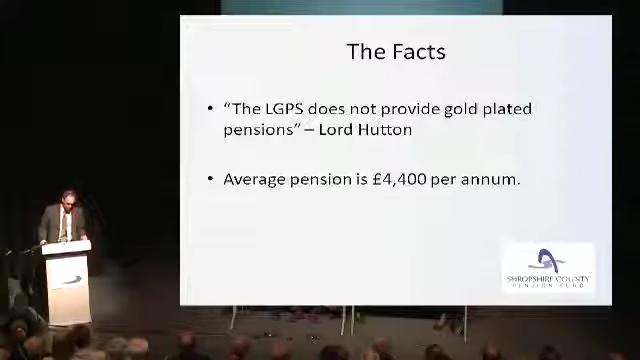 The Facts
• “The LGPS does not provide gold plated
pensions” – Lord Hutton
• Average pension is £4,400 per annum.
SHROPSHIRE COUNTY
PENSION FUND